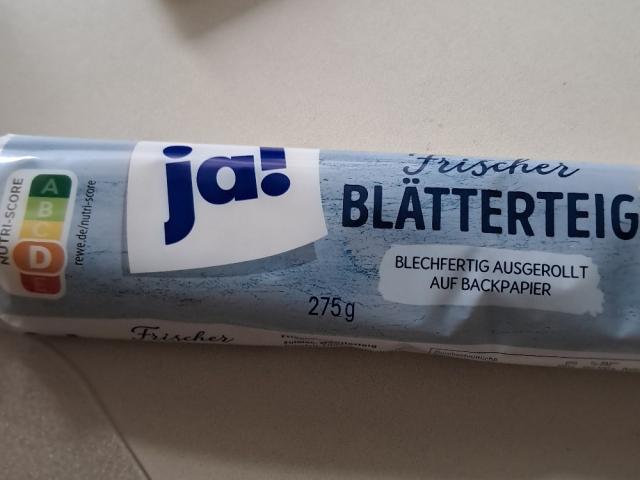 NUTRI-SCORE
A
B
C
D
E
rewe.de/nutri-score
ja!
Frischer
BLÄTTERTEIG
BLECHFERTIG AUSGEROLLT
AUF BACKPAPIER
275g
Frischer